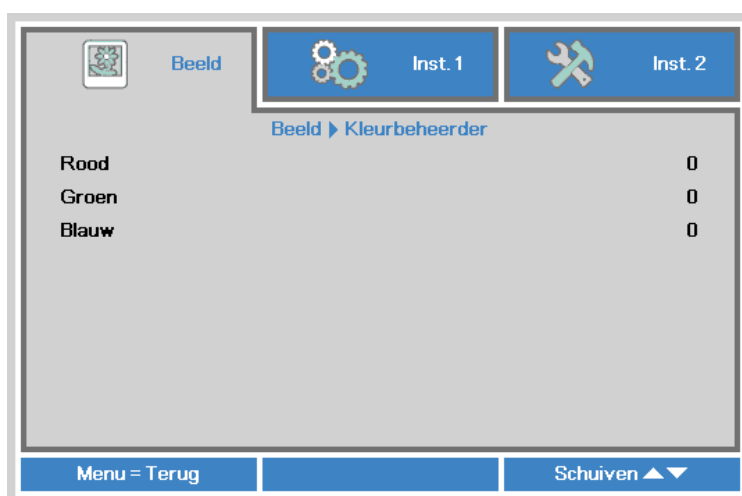 Beeld Inst. 1 Inst. 2
Beeld Kleurbeheerder
Rood 0
Groen 0
Blauw 0
Menu = Terug Schuiven